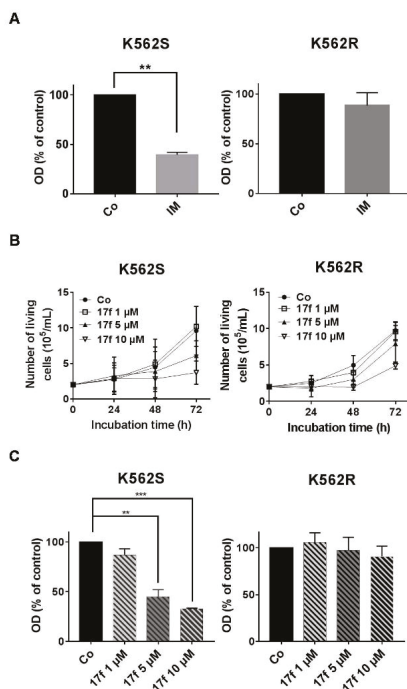 A
K562S
K562R
**
OD (% of control)
100
50
0
Co
IM
OD (% of control)
100
50
0
Co
IM
B
K562S
K562R
Number of living
cells (10⁵/mL)
15
10
5
0
0
24
48
72
Incubation time (h)
Co
17f 1 µM
17f 5 µM
17f 10 µM
Number of living
cells (10⁵/mL)
15
10
5
0
0
24
48
72
Incubation time (h)
Co
17f 1 µM
17f 5 µM
17f 10 µM
C
K562S
K562R
***
**
OD (% of control)
100
50
0
Co
17f 1 µM
17f 5 µM
17f 10 µM
OD (% of control)
100
50
0
Co
17f 1 µM
17f 5 µM
17f 10 µM